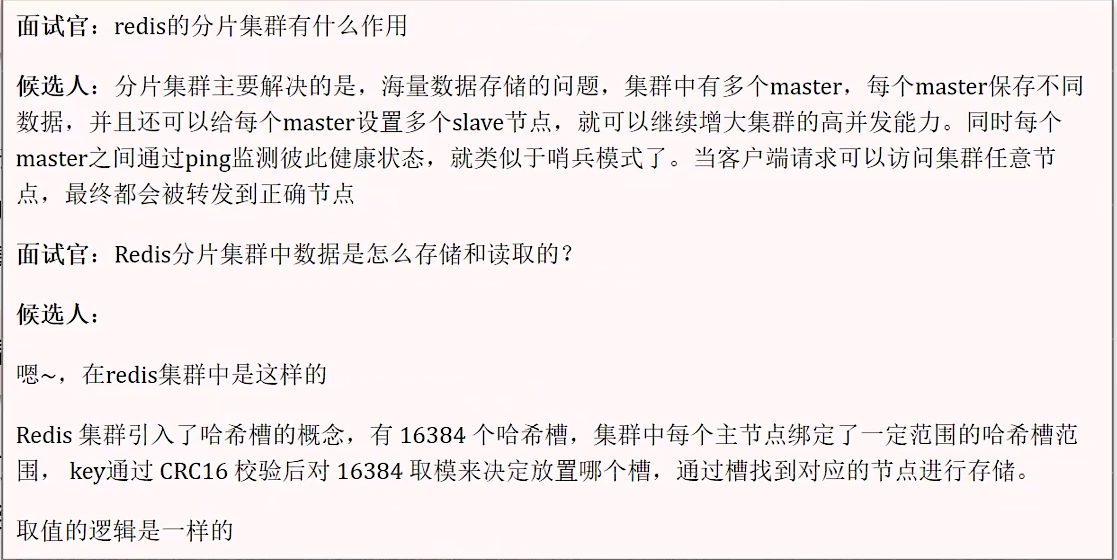 面试官：redis的分片集群有什么作用
候选人：分片集群主要解决的是，海量数据存储的问题，集群中有多个master，每个master保存不同
数据，并且还可以给每个master设置多个slave节点，就可以继续增大集群的高并发能力。同时每个
master之间通过ping监测彼此健康状态，就类似于哨兵模式了。当客户端请求可以访问集群任意节
点，最终都会被转发到正确节点
面试官：Redis分片集群中数据是怎么存储和读取的？
候选人：
嗯~，在redis集群中是这样的
Redis 集群引入了哈希槽的概念，有 16384 个哈希槽，集群中每个主节点绑定了一定范围的哈希槽范
围， key通过 CRC16 校验后对 16384 取模来决定放置哪个槽，通过槽找到对应的节点进行存储。
取值的逻辑是一样的